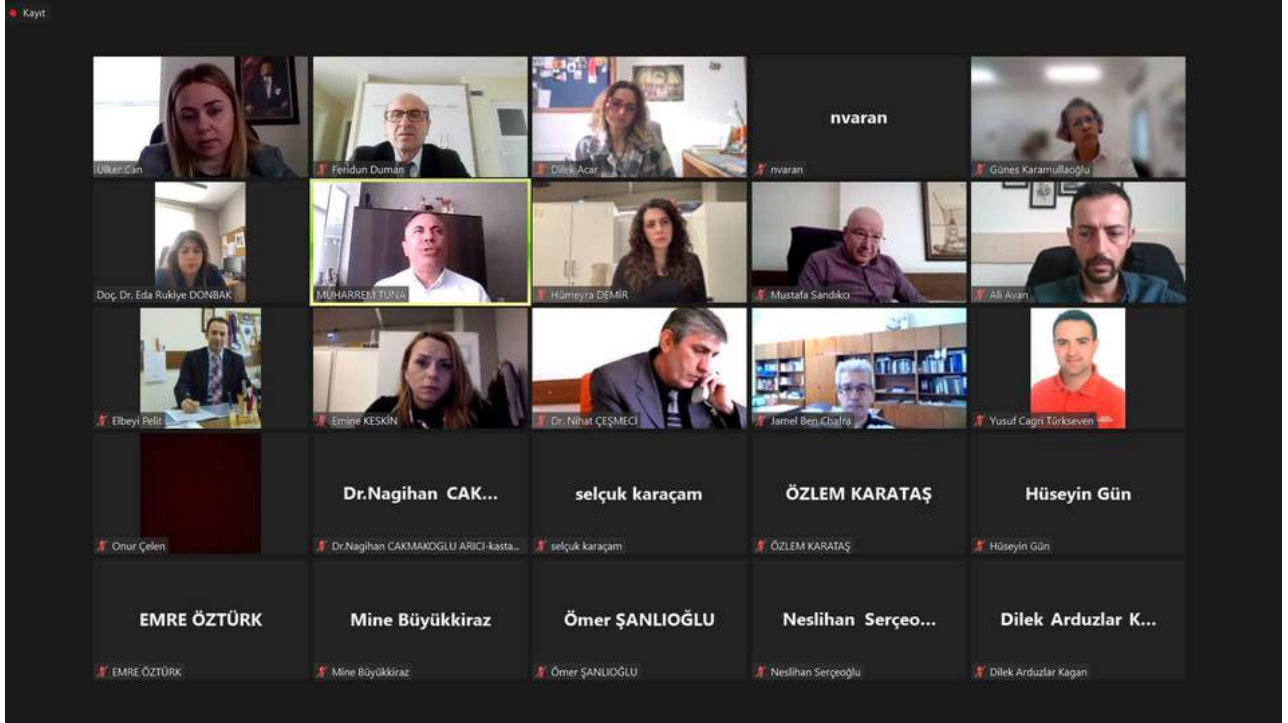 Kayıt
Ülker Can
Feridun Duman
Dilek Acar
nvaran
nvaran
Günes Karamullaoğlu
Doç. Dr. Eda Rukiye DONBAK
MUHARREM TUNA
Hümeyra DEMİR
Mustafa Sandıkcı
Ali Avan
Elbeyi Pelit
Emine KESKİN
Dr. Nihat ÇEŞMECİ
Jamel Ben Chafra
Yusuf Cagri Türkseven
Onur Çelen
Dr.Nagihan CAK...
Dr.Nagihan CAKMAKOGLU ARICI-kasta...
selçuk karaçam
selçuk karaçam
ÖZLEM KARATAŞ
ÖZLEM KARATAŞ
Hüseyin Gün
Hüseyin Gün
EMRE ÖZTÜRK
EMRE ÖZTÜRK
Mine Büyükkiraz
Mine Büyükkiraz
Ömer ŞANLIOĞLU
Ömer ŞANLIOĞLU
Neslihan Serçeo...
Neslihan Serçeoğlu
Dilek Arduzlar K...
Dilek Arduzlar Kagan